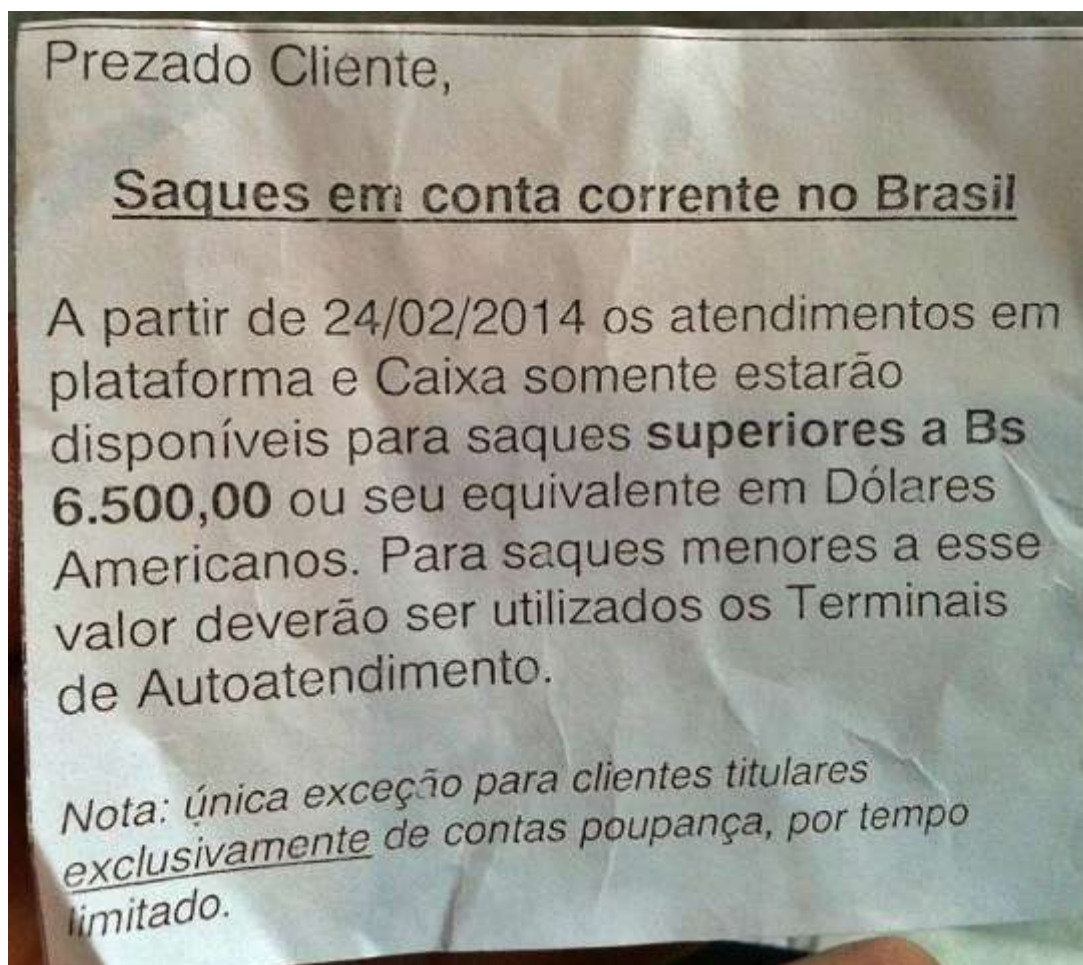 Prezado Cliente,
Saques em conta corrente no Brasil
A partir de 24/02/2014 os atendimentos em
plataforma e Caixa somente estarão
disponíveis para saques superiores a Bs
6.500,00 ou seu equivalente em Dólares
Americanos. Para saques menores a esse
valor deverão ser utilizados os Terminais
de Autoatendimento.
Nota: única exceção para clientes titulares
exclusivamente de contas poupança, por tempo
limitado.